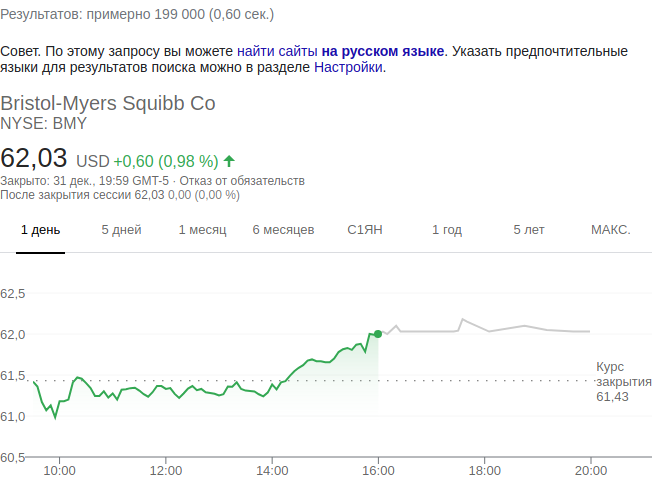 Результатов: примерно 199 000 (0,60 сек.)
Совет. По этому запросу вы можете найти сайты на русском языке. Указать предпочтительные
языки для результатов поиска можно в разделе Настройки.
Bristol-Myers Squibb Co
NYSE: BMY
62,03 USD +0,60 (0,98 %)
Закрыто: 31 дек., 19:59 GMT-5 · Отказ от обязательств
После закрытия сессии 62,03 0,00 (0,00 %)
1 день 5 дней 1 месяц 6 месяцев С1ЯН 1 год 5 лет МАКС.
62,5
62,0
61,5
61,0
60,5
Курс
закрытия
61,43
10:00 12:00 14:00 16:00 18:00 20:00